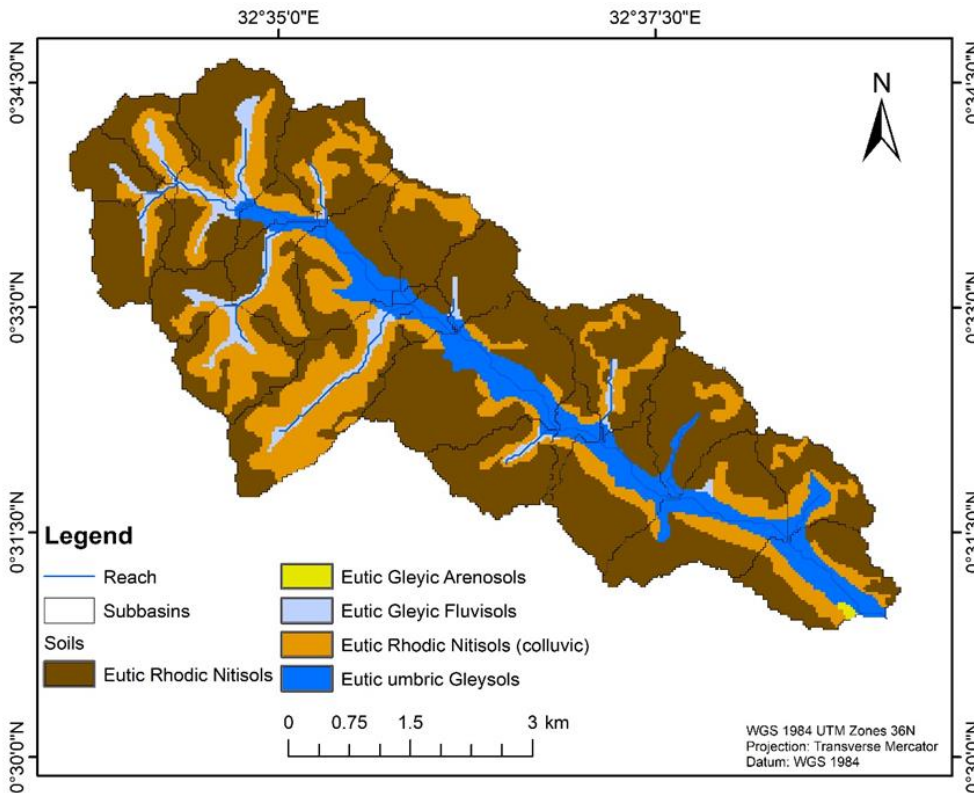 32°35'0"E
32°37'30"E
0°34'30"N
0°34'30"N
N
0°33'0"N
0°33'0"N
0°31'30"N
0°31'30"N
Legend
Reach
Subbasins
Soils
Eutic Rhodic Nitisols
Eutic Gleyic Arenosols
Eutic Gleyic Fluvisols
Eutic Rhodic Nitisols (colluvic)
Eutic umbric Gleysols
0 0.75 1.5 3 km
WGS 1984 UTM Zones 36N
Projection: Transverse Mercator
Datum: WGS 1984
0°30'0"N
0°30'0"N